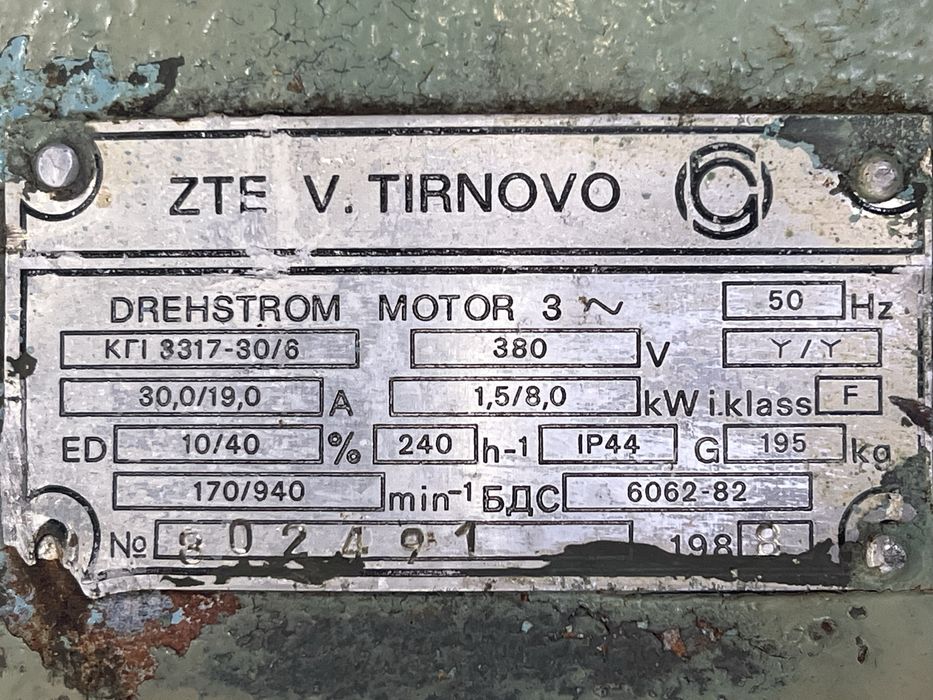 ZTE V. TIRNOVO
DREHSTROM MOTOR 3 ~ 50 Hz
КГІ 3317-30/6 380 V Y/Y
30,0/19,0 A 1,5/8,0 kW i.klass F
ED 10/40 % 240 h-1 IP44 G 195 kg
170/940 min-1 БДС 6062-82
№ 802491 1988